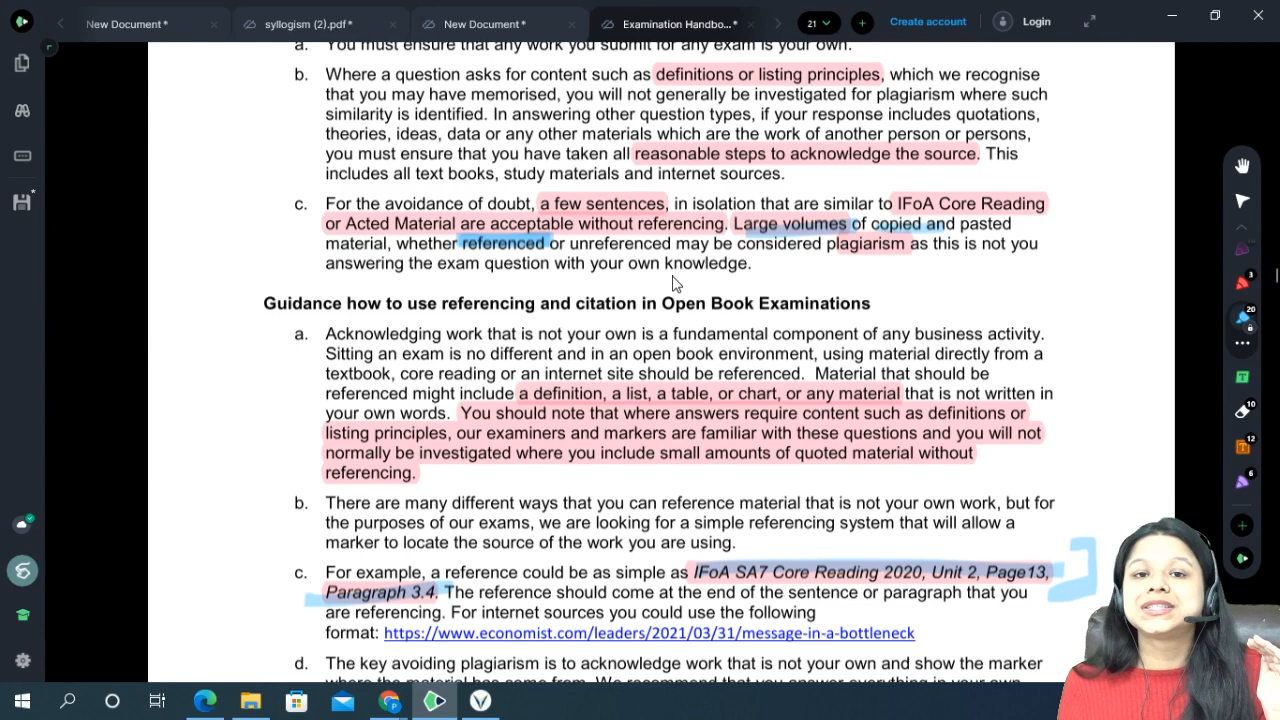 New Document*
syllogism (2).pdf*
New Document*
Examination Handbo...*
21
Create account
Login
a. You must ensure that any work you submit for any exam is your own.
b. Where a question asks for content such as definitions or listing principles, which we recognise
that you may have memorised, you will not generally be investigated for plagiarism where such
similarity is identified. In answering other question types, if your response includes quotations,
theories, ideas, data or any other materials which are the work of another person or persons,
you must ensure that you have taken all reasonable steps to acknowledge the source. This
includes all text books, study materials and internet sources.
c. For the avoidance of doubt, a few sentences, in isolation that are similar to IFoA Core Reading
or Acted Material are acceptable without referencing. Large volumes of copied and pasted
material, whether referenced or unreferenced may be considered plagiarism as this is not you
answering the exam question with your own knowledge.
Guidance how to use referencing and citation in Open Book Examinations
a. Acknowledging work that is not your own is a fundamental component of any business activity.
Sitting an exam is no different and in an open book environment, using material directly from a
textbook, core reading or an internet site should be referenced. Material that should be
referenced might include a definition, a list, a table, or chart, or any material that is not written in
your own words. You should note that where answers require content such as definitions or
listing principles, our examiners and markers are familiar with these questions and you will not
normally be investigated where you include small amounts of quoted material without
referencing.
b. There are many different ways that you can reference material that is not your own work, but for
the purposes of our exams, we are looking for a simple referencing system that will allow a
marker to locate the source of the work you are using.
c. For example, a reference could be as simple as IFoA SA7 Core Reading 2020, Unit 2, Page13,
Paragraph 3.4. The reference should come at the end of the sentence or paragraph that you
are referencing. For internet sources you could use the following
format: https://www.economist.com/leaders/2021/03/31/message-in-a-bottleneck
d. The key avoiding plagiarism is to acknowledge work that is not your own and show the marker
where the material has come from. We recommend that you answer everything in your own
3
20
T
10
12
6